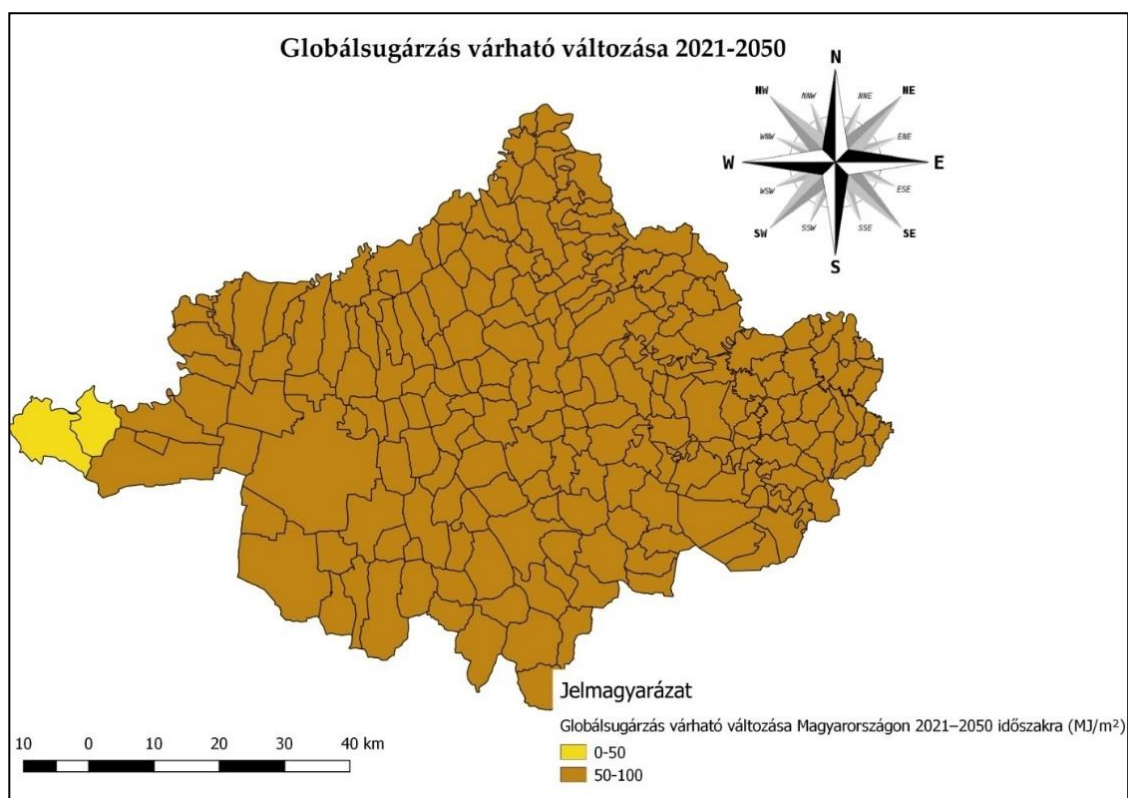 Globálsugárzás várható változása 2021-2050
N
NNW
NNE
NW
NE
WNW
ENE
W
E
WSW
ESE
SW
SSW
SSE
SE
S
Jelmagyarázat
Globálsugárzás várható változása Magyarországon 2021–2050 időszakra (MJ/m²)
0-50
50-100
10 0 10 20 30 40 km